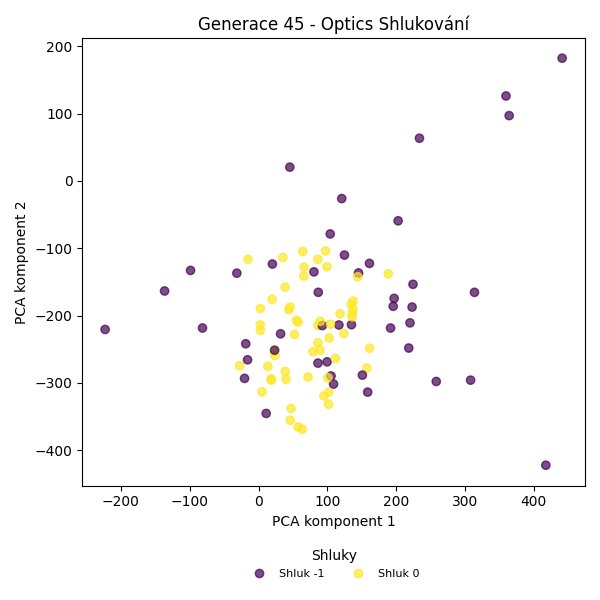 Generace 45 - Optics Shlukování
200
100
0
−100
−200
−300
−400
PCA komponent 2
−200
−100
0
100
200
300
400
PCA komponent 1
Shluky
Shluk -1
Shluk 0